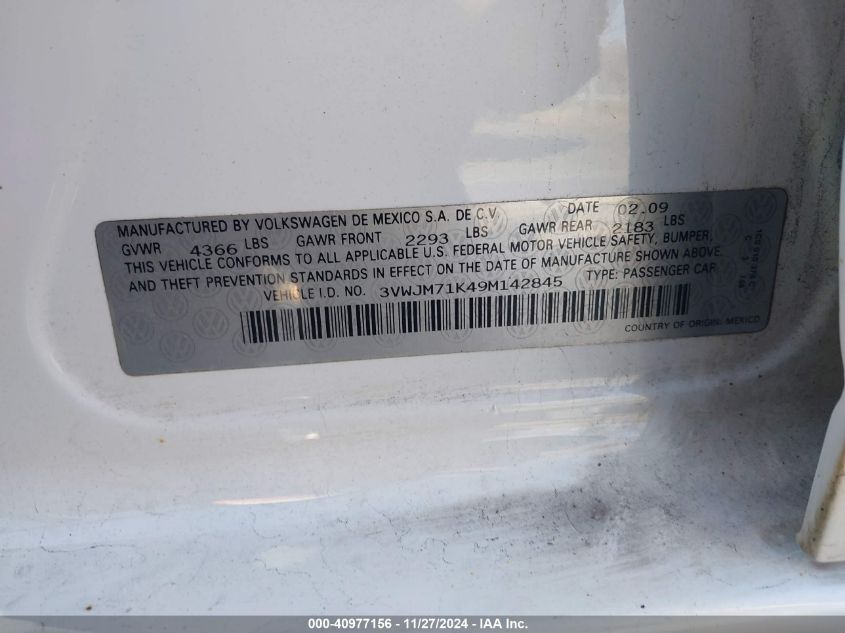 MANUFACTURED BY VOLKSWAGEN DE MEXICO S.A. DE C.V. DATE 02.09
GVWR 4366 LBS GAWR FRONT 2293 LBS GAWR REAR 2183 LBS
THIS VEHICLE CONFORMS TO ALL APPLICABLE U.S. FEDERAL MOTOR VEHICLE SAFETY, BUMPER,
AND THEFT PREVENTION STANDARDS IN EFFECT ON THE DATE OF MANUFACTURE SHOWN ABOVE.
VEHICLE I.D. NO. 3VWJM71K49M142845 TYPE: PASSENGER CAR
COUNTRY OF ORIGIN: MEXICO
000-40977156 - 11/27/2024 - IAA Inc.